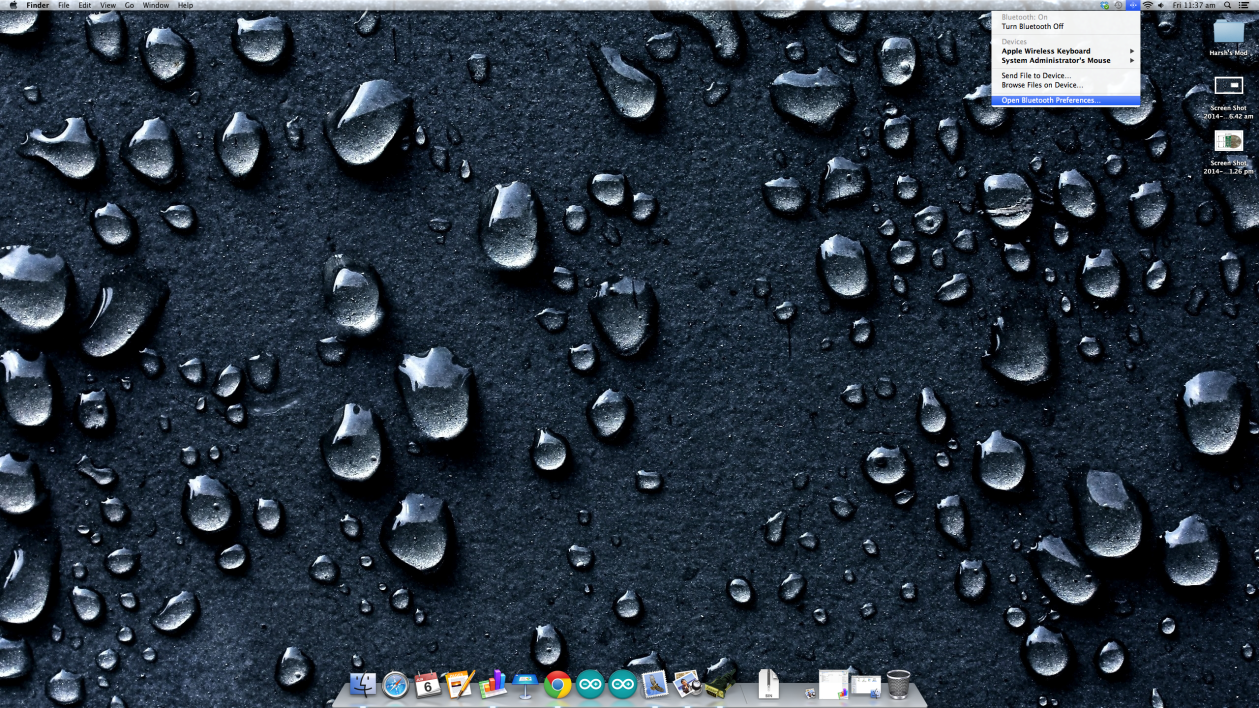 Finder File Edit View Go Window Help
Fri 11:37 am
Bluetooth: On
Turn Bluetooth Off
Devices
Apple Wireless Keyboard
System Administrator's Mouse
Send File to Device...
Browse Files on Device...
Open Bluetooth Preferences...
Harsh's Mod
Screen Shot
2014-...6.42 am
Screen Shot
2014-...1.26 pm
6